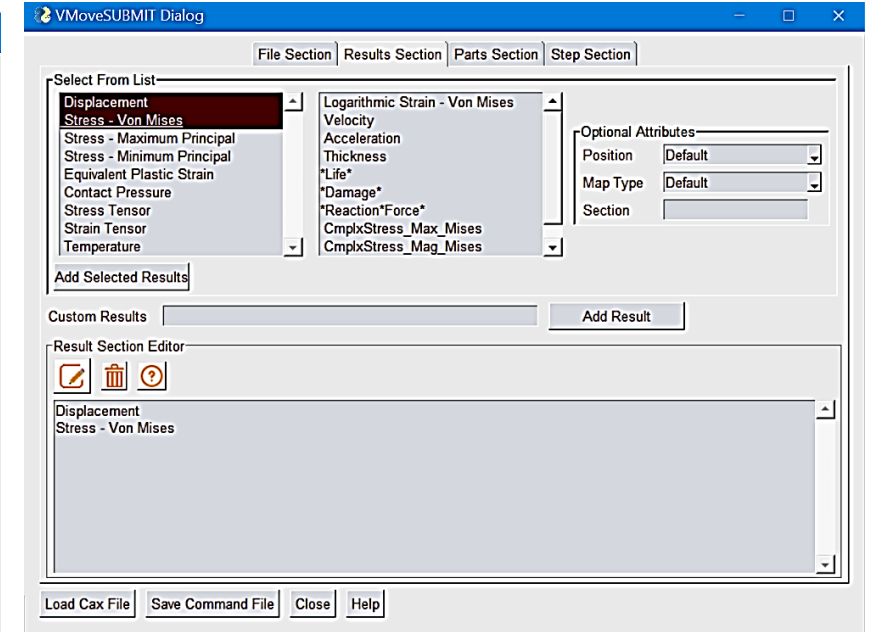 VMoveSUBMIT Dialog
File Section Results Section Parts Section Step Section
Select From List
Displacement
Stress - Von Mises
Stress - Maximum Principal
Stress - Minimum Principal
Equivalent Plastic Strain
Contact Pressure
Stress Tensor
Strain Tensor
Temperature
Logarithmic Strain - Von Mises
Velocity
Acceleration
Thickness
*Life*
*Damage*
*Reaction*Force*
CmplxStress_Max_Mises
CmplxStress_Mag_Mises
Optional Attributes
Position Default
Map Type Default
Section
Add Selected Results
Custom Results Add Result
Result Section Editor
Displacement
Stress - Von Mises
Load Cax File Save Command File Close Help